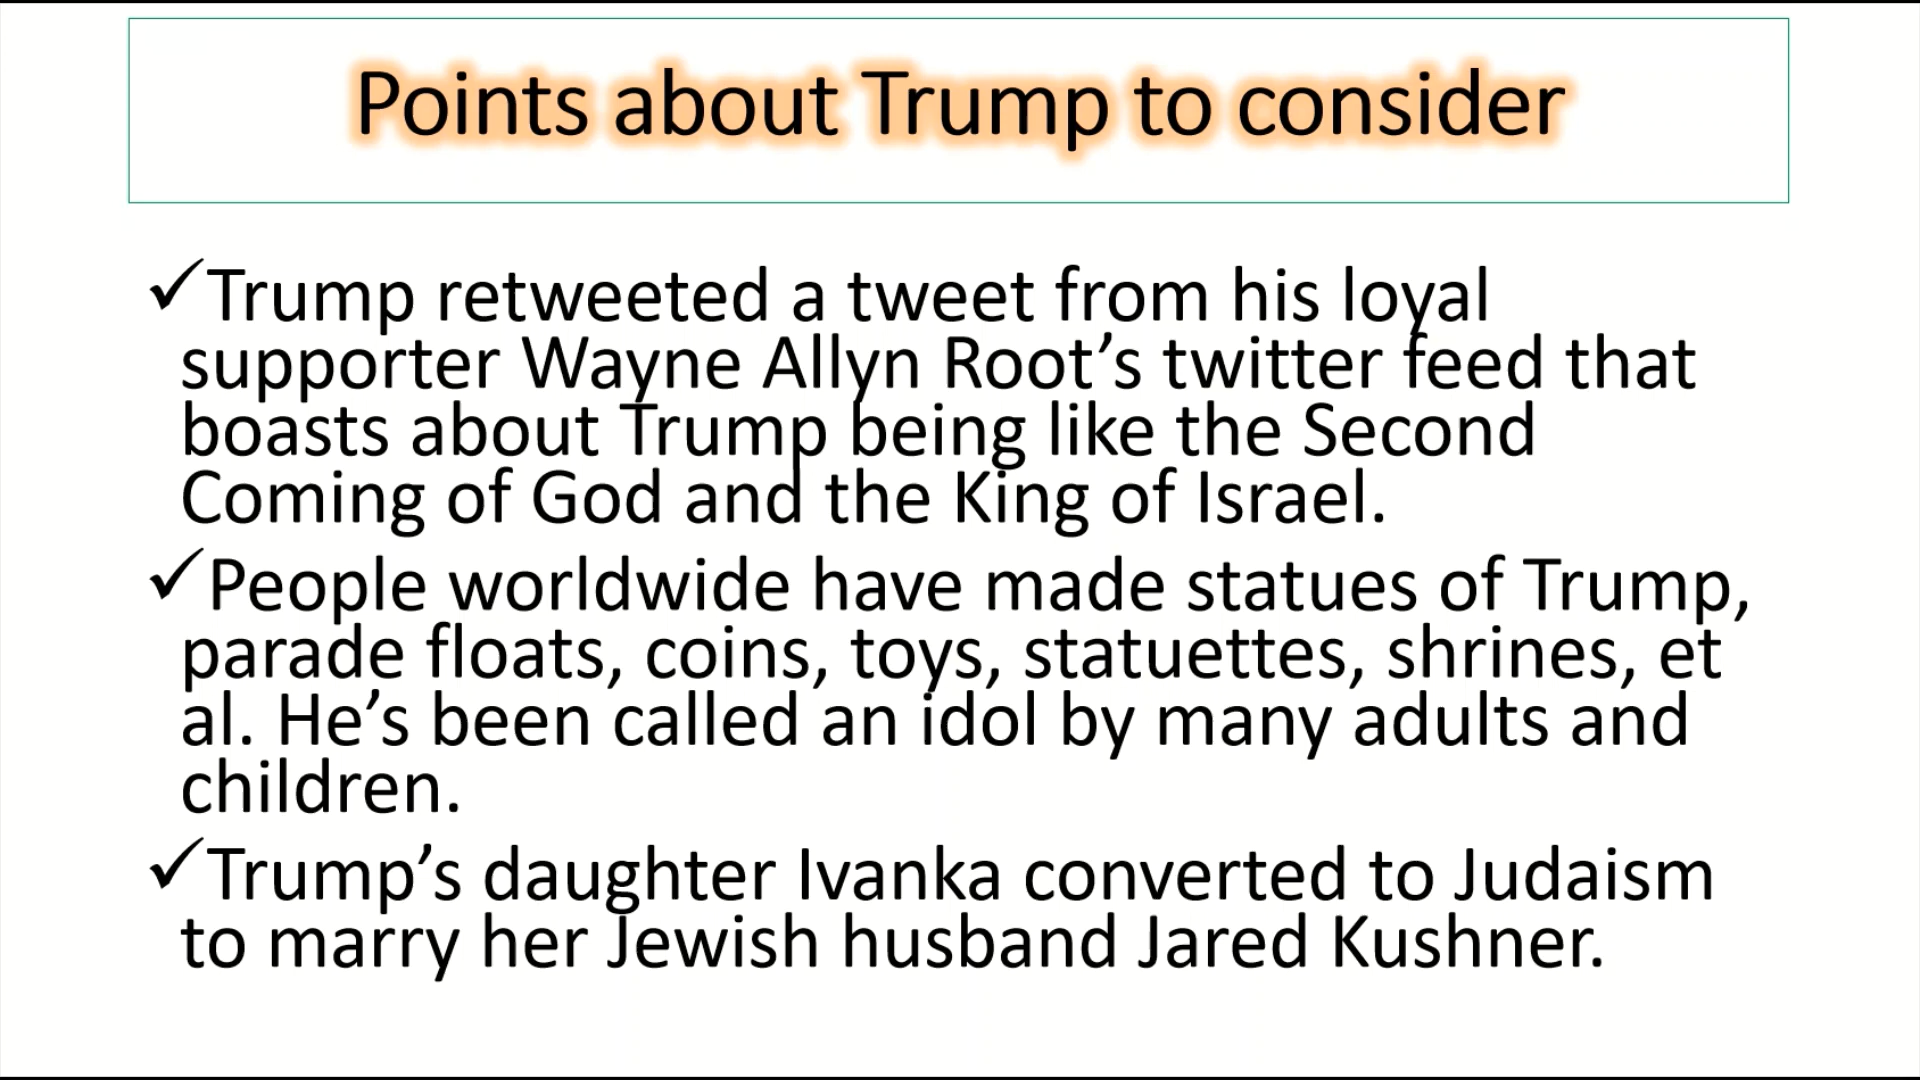 Points about Trump to consider
✓Trump retweeted a tweet from his loyal
supporter Wayne Allyn Root’s twitter feed that
boasts about Trump being like the Second
Coming of God and the King of Israel.
✓People worldwide have made statues of Trump,
parade floats, coins, toys, statuettes, shrines, et
al. He’s been called an idol by many adults and
children.
✓Trump’s daughter Ivanka converted to Judaism
to marry her Jewish husband Jared Kushner.